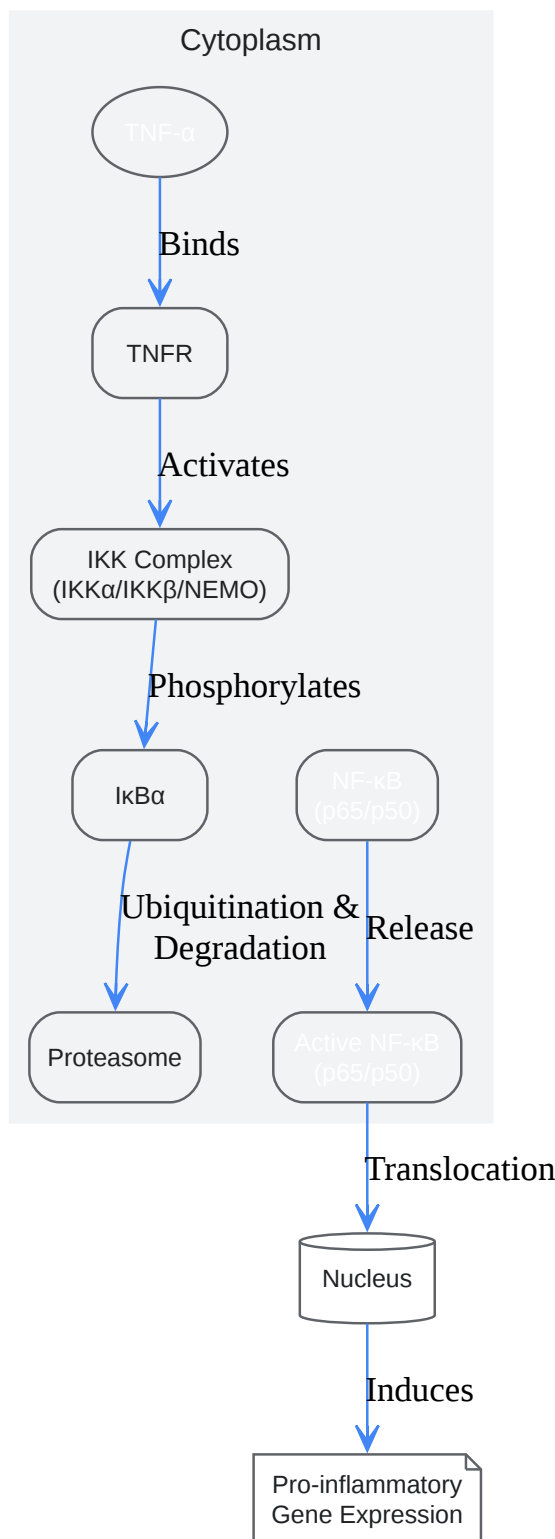 Cytoplasm
TNF-α
Binds
TNFR
Activates
IKK Complex
(IKKα/IKKβ/NEMO)
Phosphorylates
IκBα
NF-κB
(p65/p50)
Ubiquitination &
Degradation
Release
Proteasome
Active NF-κB
(p65/p50)
Translocation
Nucleus
Induces
Pro-inflammatory
Gene Expression